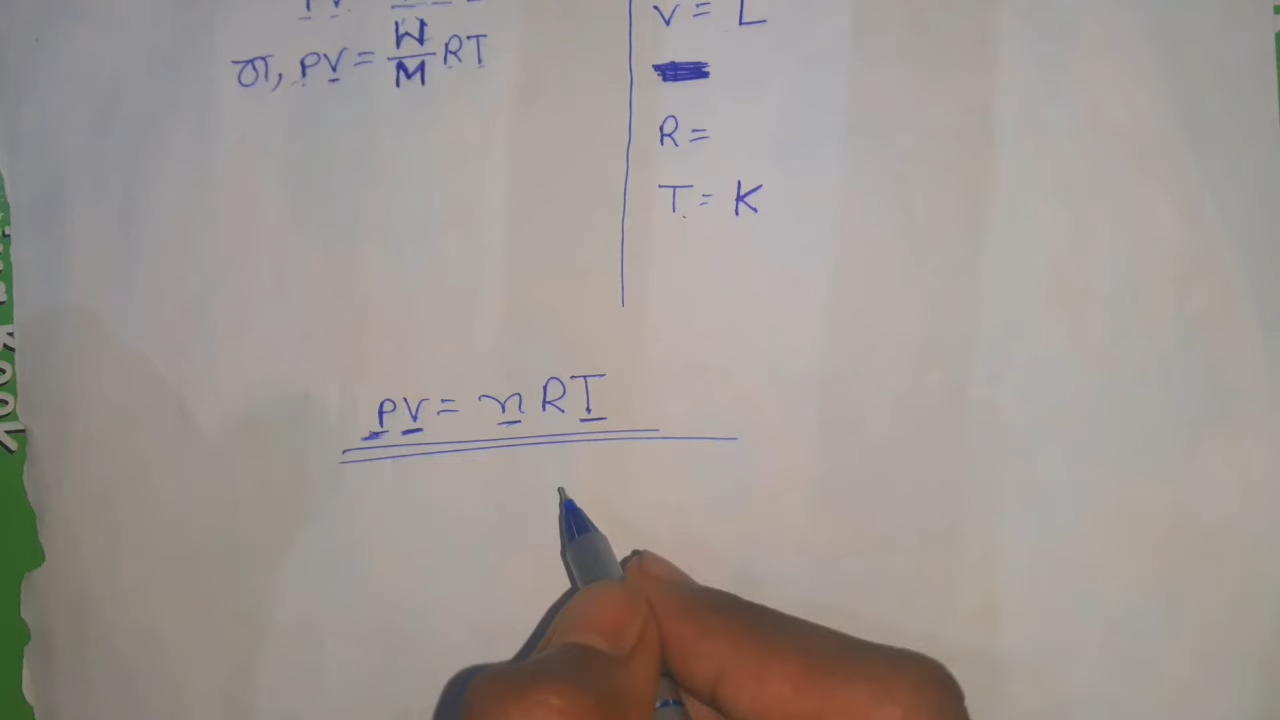 বা, PV = W/M RT
V = L
R =
T = K
PV = nRT